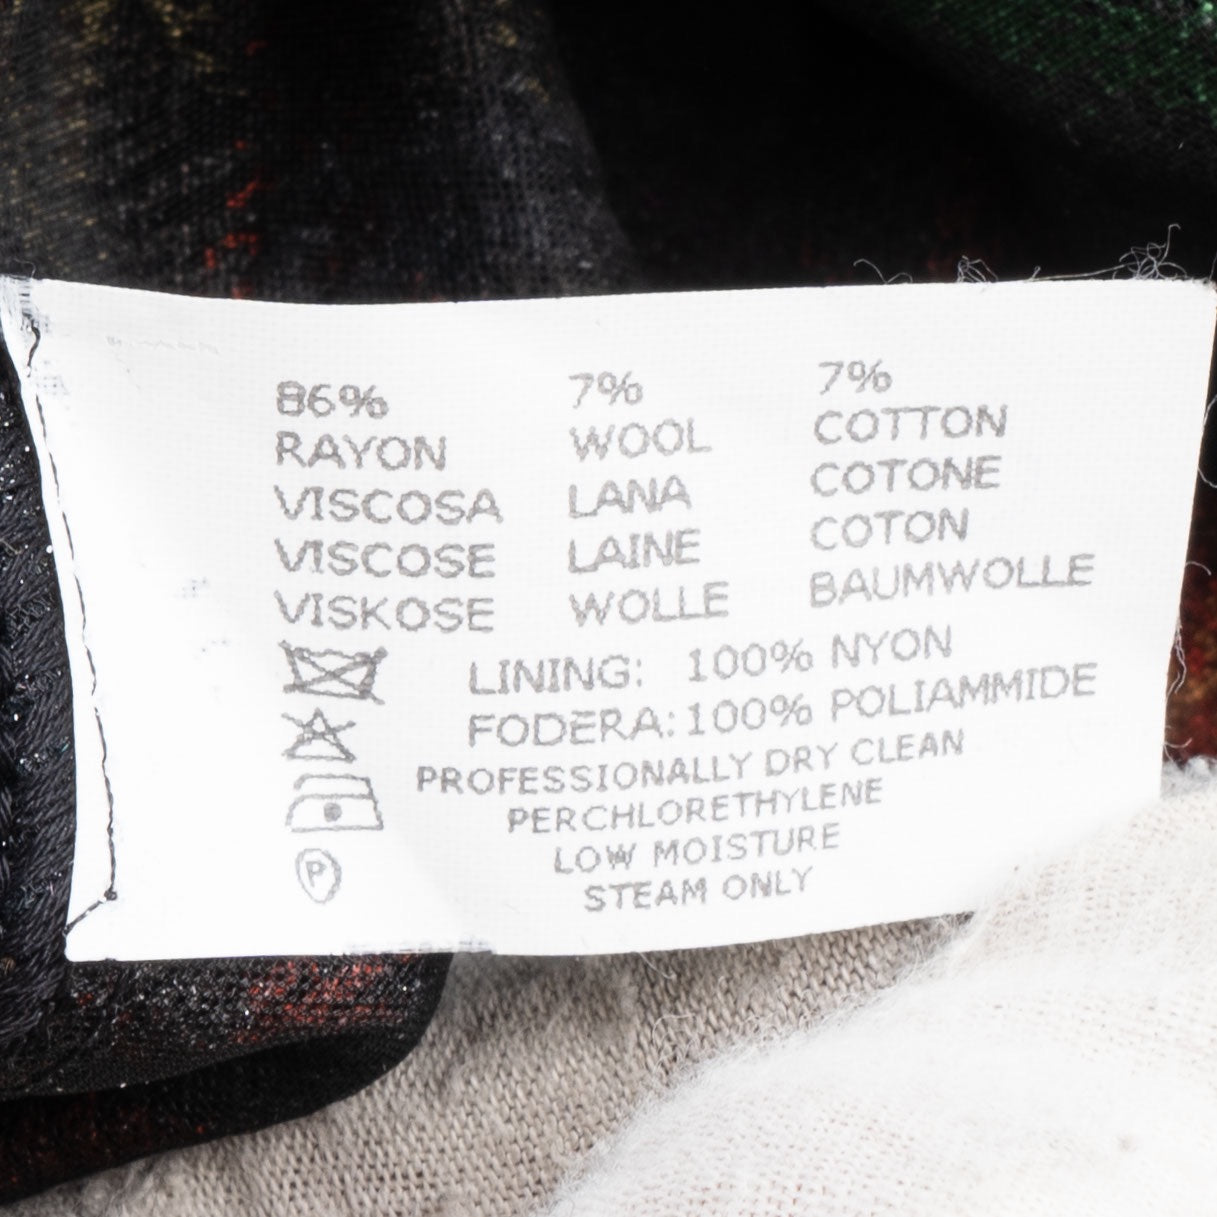 86% 7% 7%
RAYON WOOL COTTON
VISCOSA LANA COTONE
VISCOSE LAINE COTON
VISKOSE WOLLE BAUMWOLLE
LINING: 100% NYON
FODERA: 100% POLIAMMIDE
PROFESSIONALLY DRY CLEAN
PERCHLORETHYLENE
LOW MOISTURE
STEAM ONLY
P